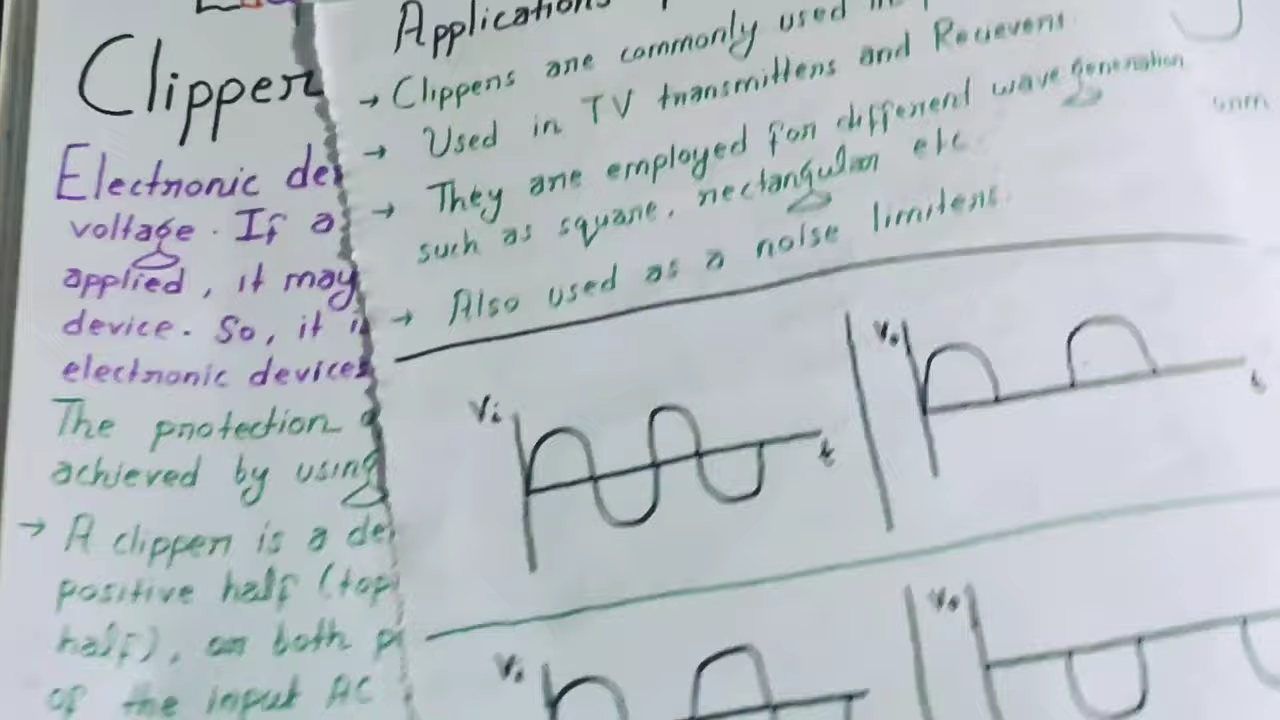 Clipper
Electronic de
voltage. If a
applied, it may
device. So, it i
electronic devices
The protection
achieved by using
→ A clipper is a de
positive half (top
half), or both p
of the input AC
Applications
→ Clippers are commonly used in
→ Used in TV transmitters and Recievers
→ They are employed for different wave generation
such as square, rectangular etc
→ Also used as a noise limiters.
Vi
t
Vo
t
Vi
Vo